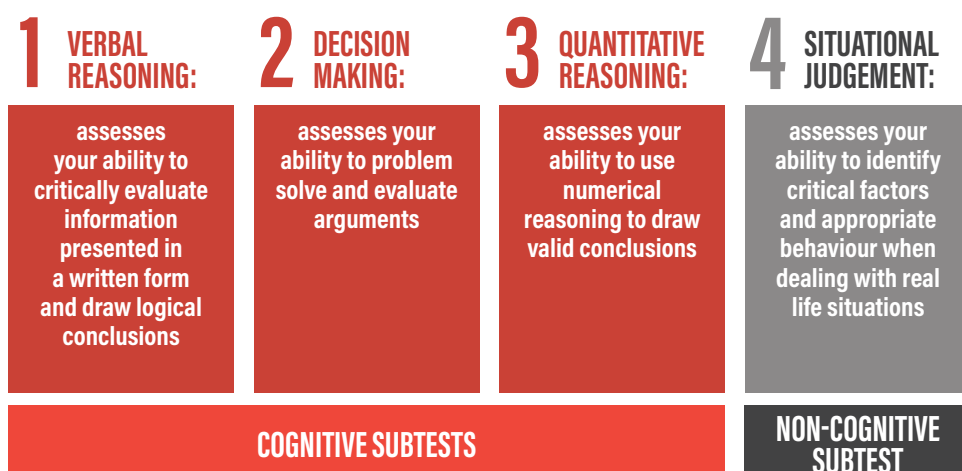 1 VERBAL
REASONING:
assesses
your ability to
critically evaluate
information
presented in
a written form
and draw logical
conclusions
2 DECISION
MAKING:
assesses your
ability to problem
solve and evaluate
arguments
3 QUANTITATIVE
REASONING:
assesses your
ability to use
numerical
reasoning to draw
valid conclusions
4 SITUATIONAL
JUDGEMENT:
assesses your
ability to identify
critical factors
and appropriate
behaviour when
dealing with real
life situations
COGNITIVE SUBTESTS
NON-COGNITIVE
SUBTEST